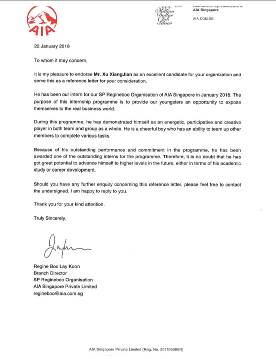 AIA
AIA Singapore
AIA.COM.SG
22 January 2018
To whom it may concern,
It is my pleasure to endorse Mr. Xu Xiangjian as an excellent candidate for your organization and
serve this as a reference letter for your consideration.
He has been our intern for our SP Reginebee Organisation of AIA Singapore in January 2018. The
purpose of this internship programme is to provide our youngsters an opportunity to expose
themselves to the real business world.
During this programme, he has demonstrated himself as an energetic, participative and creative
player in both team and group as a whole. He is a cheerful boy who has an ability to team up other
members to complete various tasks.
Because of his outstanding performance and commitment in the programme, he has been
awarded one of the outstanding interns for the programme. Therefore, it is no doubt that he has
got great potential to advance himself to higher levels in the future, either in terms of his academic
study or career development.
Should you have any further enquiry concerning this reference letter, please feel free to contact
the undersigned. I am happy to reply to you.
Thank you for your kind attention.
Truly Sincerely,
Regine Boo Lay Koon
Branch Director
SP Reginebee Organisation
AIA Singapore Private Limited
regineboo@aia.com.sg
AIA Singapore Private Limited (Reg. No.